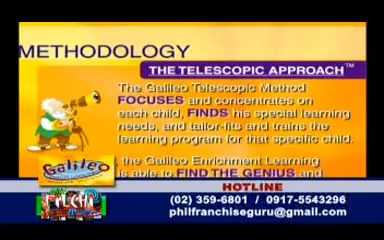 METHODOLOGY
THE TELESCOPIC APPROACH™
The Galileo Telescopic Method
FOCUSES and concentrates on
each child, FINDS his special learning
needs, and tailor-fits and trains the
learning program for that specific child.
the Galileo Enrichment Learning
is able to FIND THE GENIUS and
Galileo
HOTLINE
(02) 359-6801 / 0917-5543296
philfranchiseguru@gmail.com